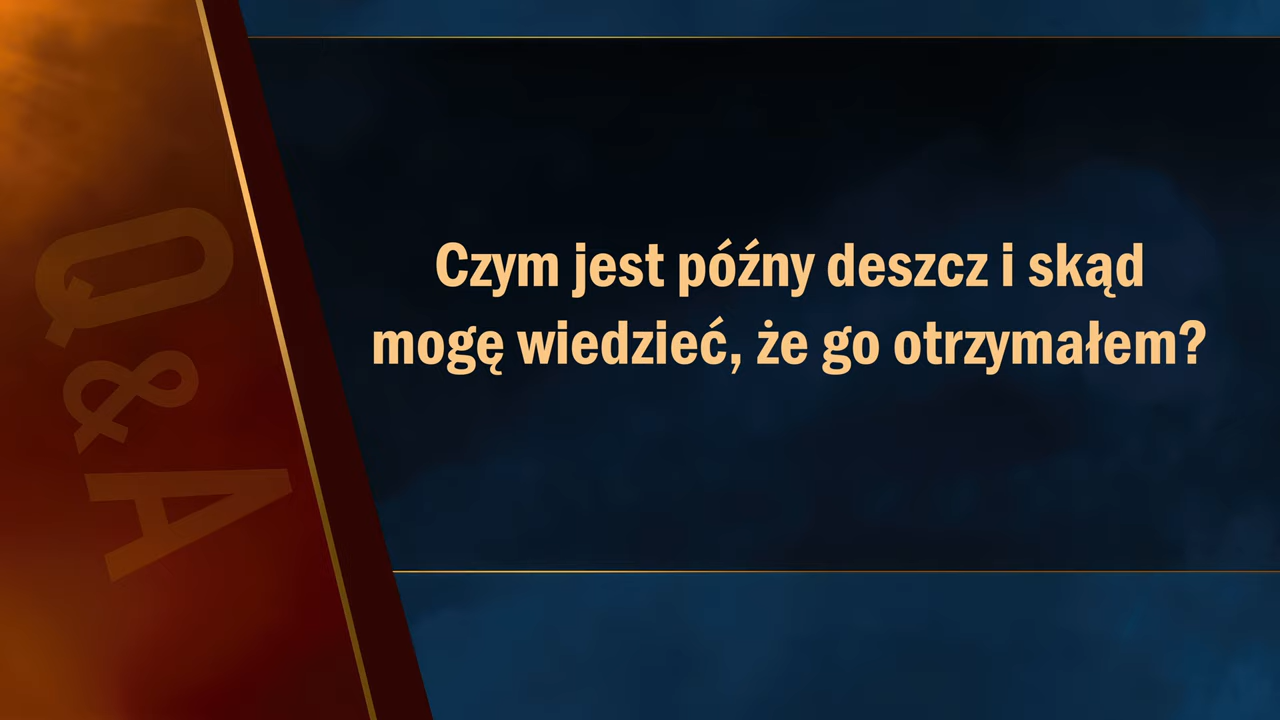 Q & A
Czym jest późny deszcz i skąd
mogę wiedzieć, że go otrzymałem?